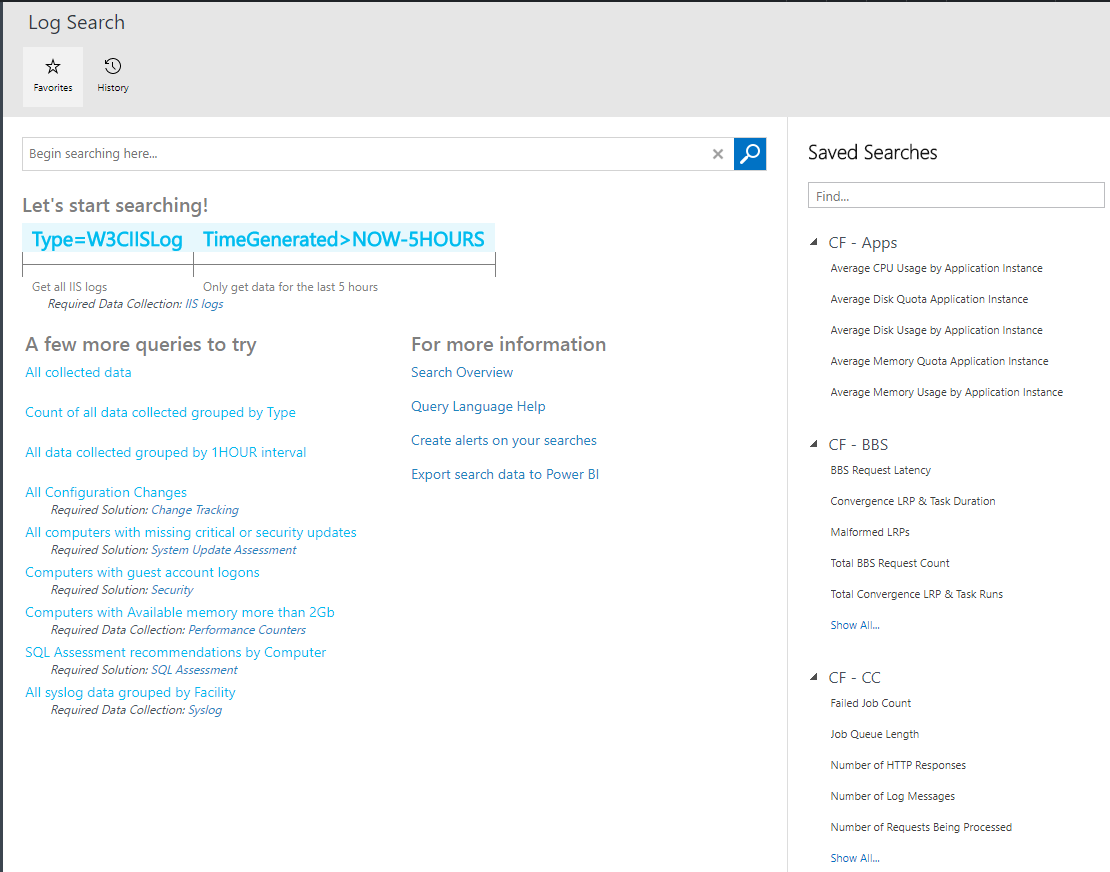 Log Search
Favorites
History
Begin searching here...
Let's start searching!
Type=W3CIISLog TimeGenerated>NOW-5HOURS
Get all IIS logs Only get data for the last 5 hours
Required Data Collection: IIS logs
A few more queries to try
All collected data
Count of all data collected grouped by Type
All data collected grouped by 1HOUR interval
All Configuration Changes
Required Solution: Change Tracking
All computers with missing critical or security updates
Required Solution: System Update Assessment
Computers with guest account logons
Required Solution: Security
Computers with Available memory more than 2Gb
Required Data Collection: Performance Counters
SQL Assessment recommendations by Computer
Required Solution: SQL Assessment
All syslog data grouped by Facility
Required Data Collection: Syslog
For more information
Search Overview
Query Language Help
Create alerts on your searches
Export search data to Power BI
Saved Searches
Find...
CF - Apps
Average CPU Usage by Application Instance
Average Disk Quota Application Instance
Average Disk Usage by Application Instance
Average Memory Quota Application Instance
Average Memory Usage by Application Instance
CF - BBS
BBS Request Latency
Convergence LRP & Task Duration
Malformed LRPs
Total BBS Request Count
Total Convergence LRP & Task Runs
Show All...
CF - CC
Failed Job Count
Job Queue Length
Number of HTTP Responses
Number of Log Messages
Number of Requests Being Processed
Show All...